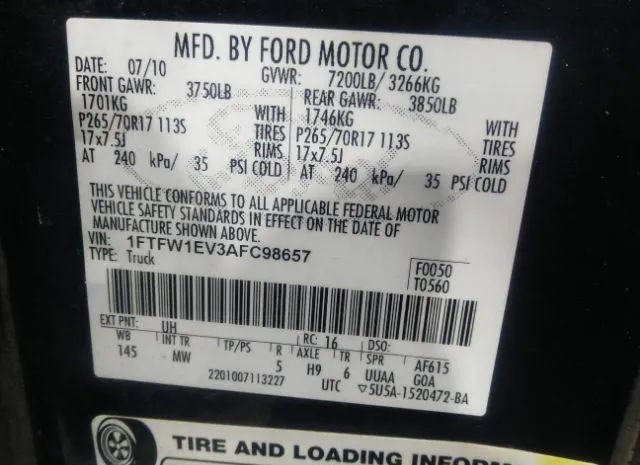 MFD. BY FORD MOTOR CO.
DATE: 07/10 GVWR: 7200LB/ 3266KG
FRONT GAWR: 3750LB REAR GAWR: 3850LB
1701KG WITH 1746KG WITH
P265/70R17 113S TIRES P265/70R17 113S TIRES
17x7.5J RIMS 17x7.5J RIMS
AT 240 kPa/ 35 PSI COLD AT 240 kPa/ 35 PSI COLD
THIS VEHICLE CONFORMS TO ALL APPLICABLE FEDERAL MOTOR
VEHICLE SAFETY STANDARDS IN EFFECT ON THE DATE OF
MANUFACTURE SHOWN ABOVE.
VIN: 1FTFW1EV3AFC98657
TYPE: Truck
F0050
T0560
EXT PNT: UH RC: 16 DSO:
WB INT TR TP/PS R AXLE TR SPR AF615
145 MW 5 H9 6 UUAA GOA
2201007113227 UTC ▽5U5A-1520472-BA
TIRE AND LOADING